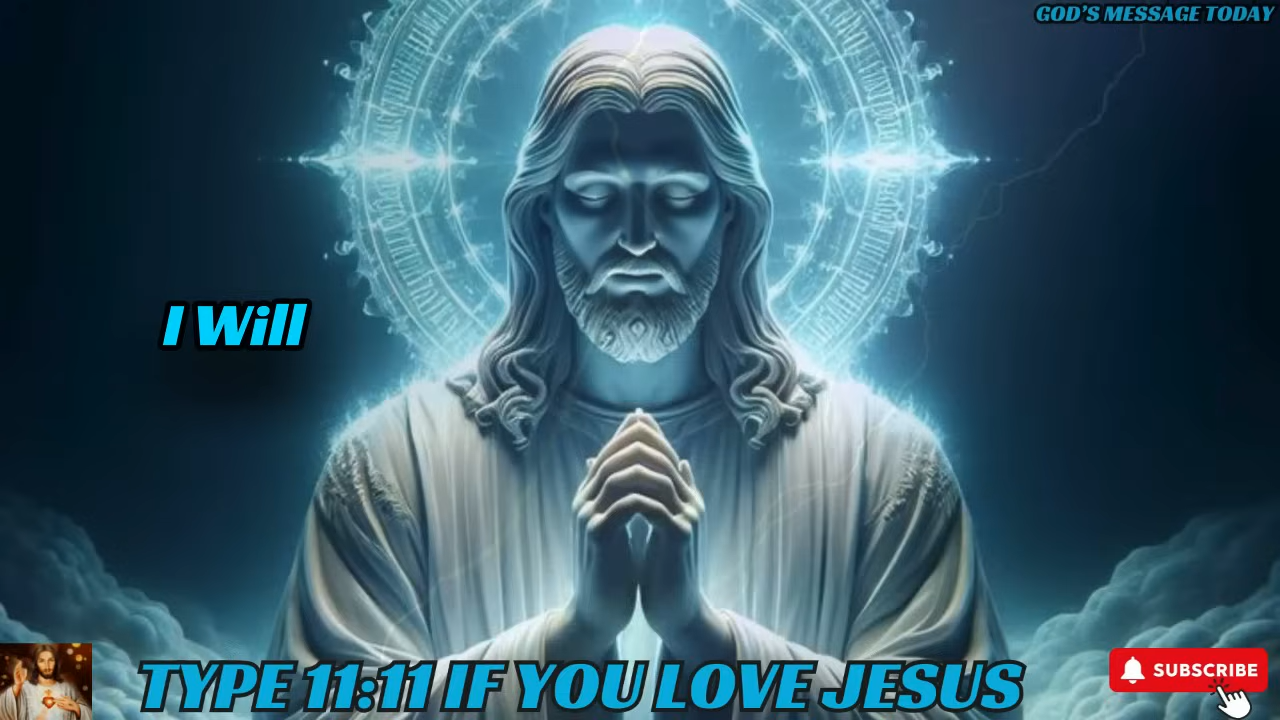 GOD'S MESSAGE TODAY
I Will
TYPE 11:11 IF YOU LOVE JESUS
SUBSCRIBE